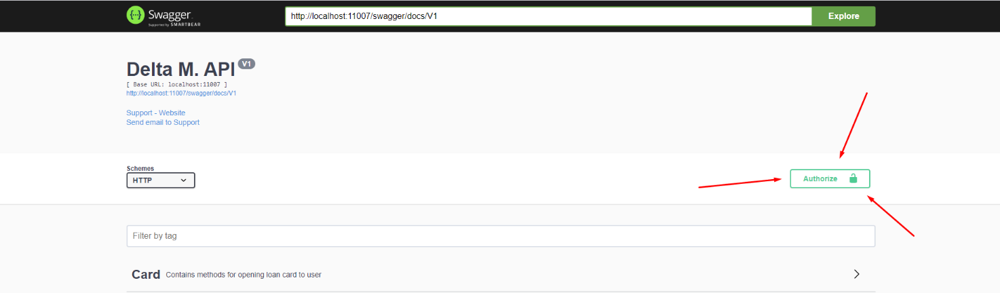 Swagger
Supported by SMARTBEAR
http://localhost:11007/swagger/docs/V1
Explore
Delta M. API V1
[ Base URL: localhost:11007 ]
http://localhost:11007/swagger/docs/V1
Support - Website
Send email to Support
Schemes
HTTP
Authorize
Filter by tag
Card Contains methods for opening loan card to user